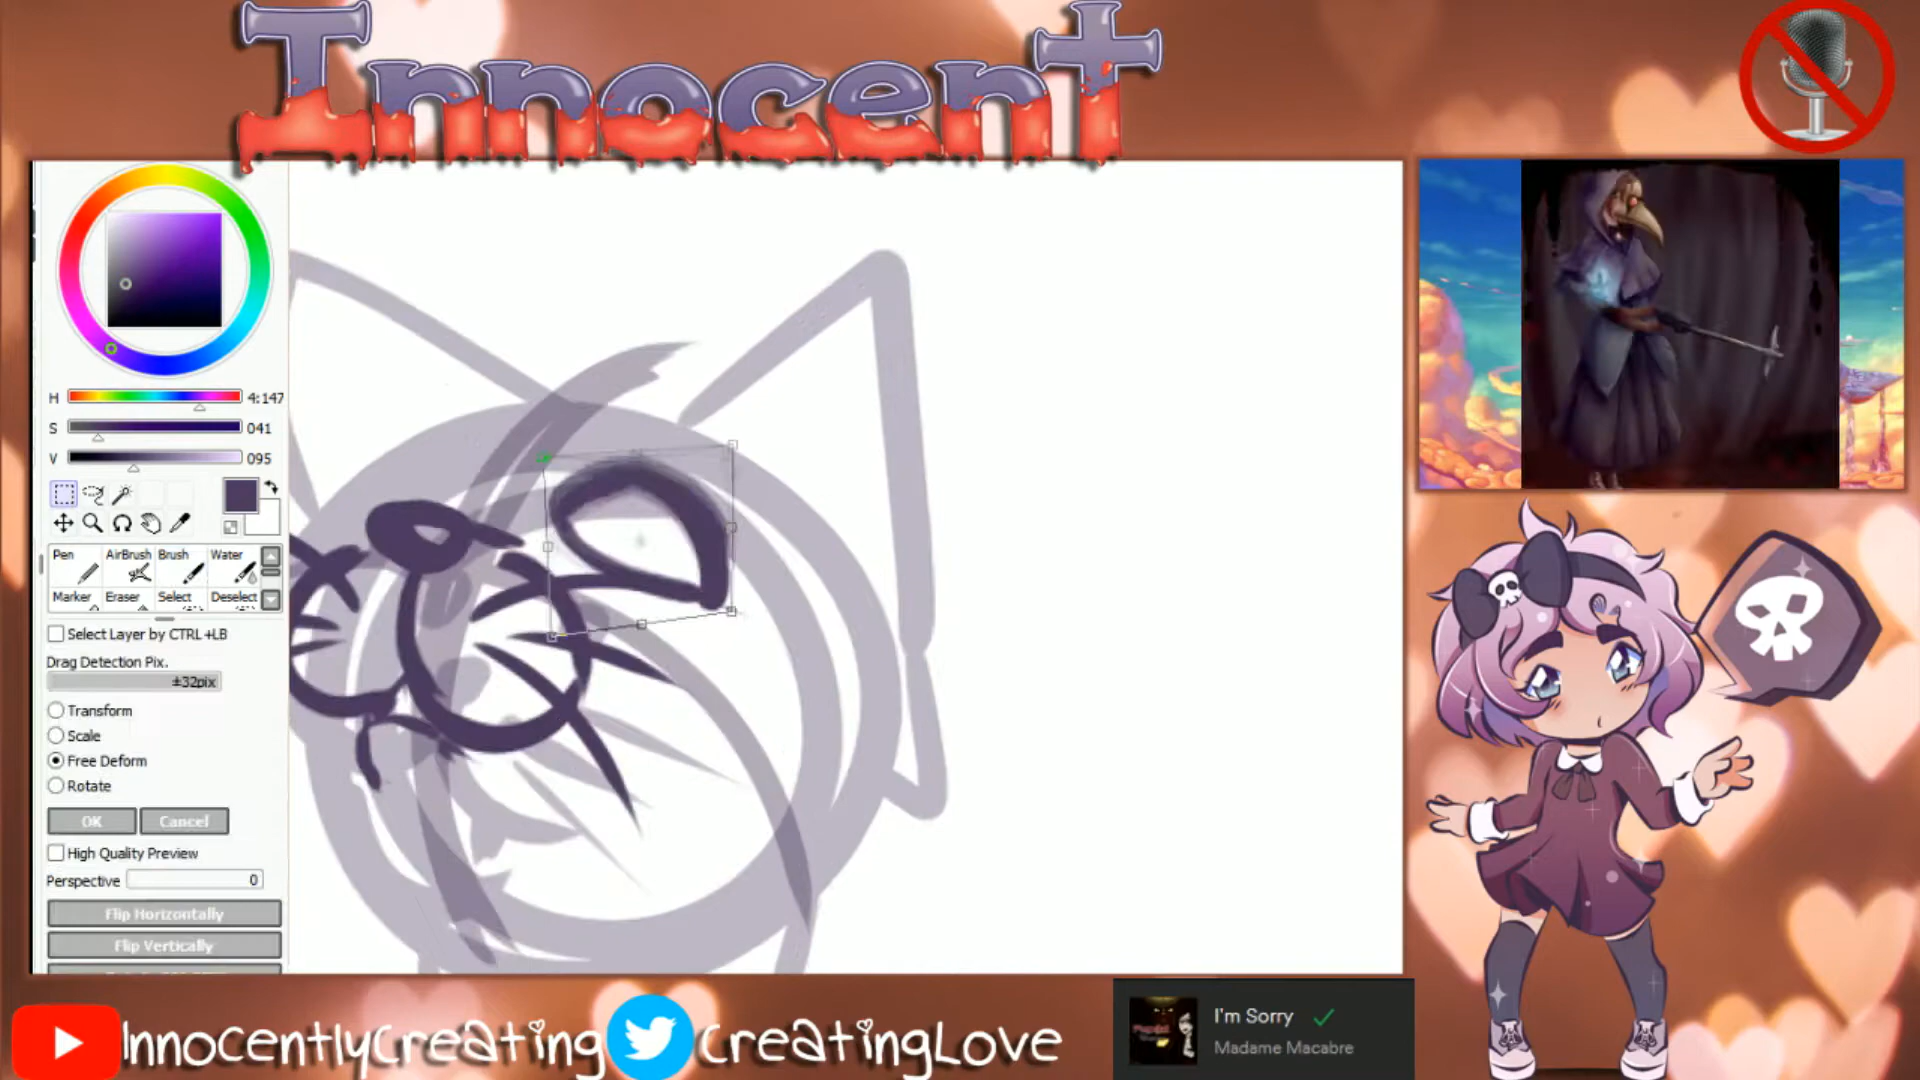 Innocent
H 4:147
S 041
V 095
Pen AirBrush Brush Water
Marker Eraser Select Deselect
Select Layer by CTRL +LB
Drag Detection Pix.
±32pix
Transform
Scale
Free Deform
Rotate
OK Cancel
High Quality Preview
Perspective 0
Flip Horizontally
Flip Vertically
InnocentlyCreating CreatingLove
I'm Sorry
Madame Macabre